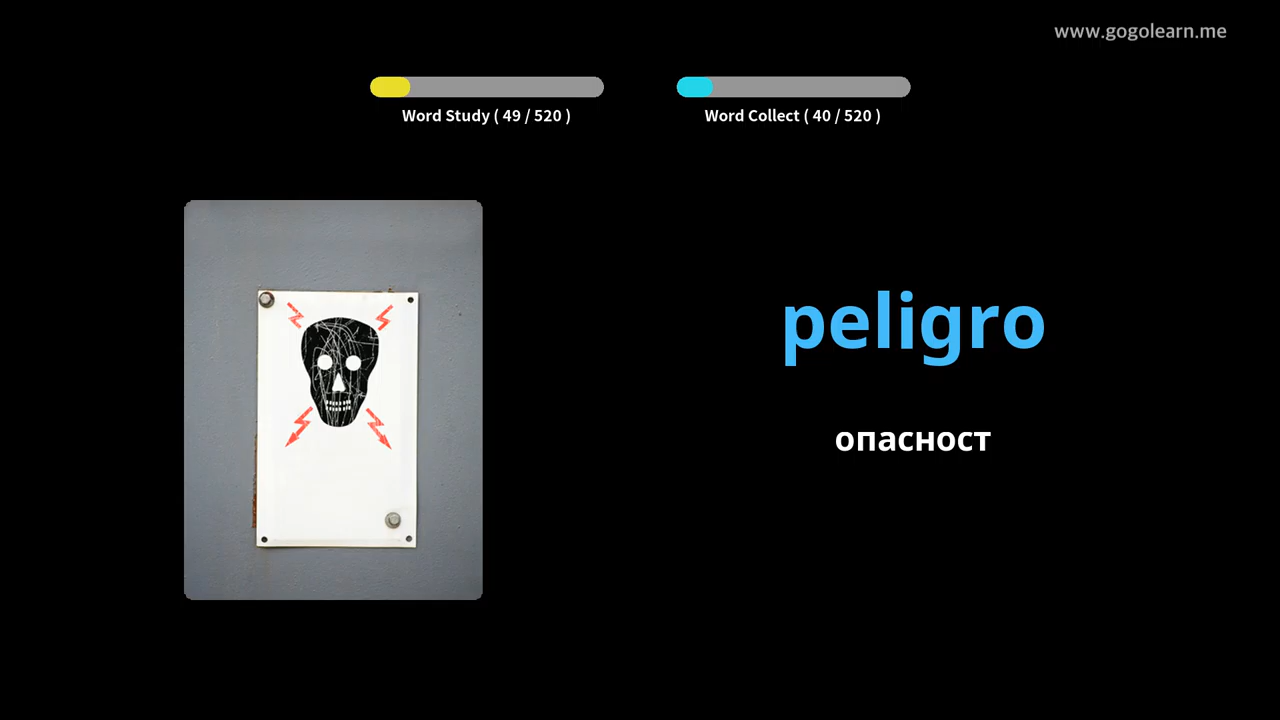 www.gogolearn.me
Word Study ( 49 / 520 )
Word Collect ( 40 / 520 )
peligro
опасност